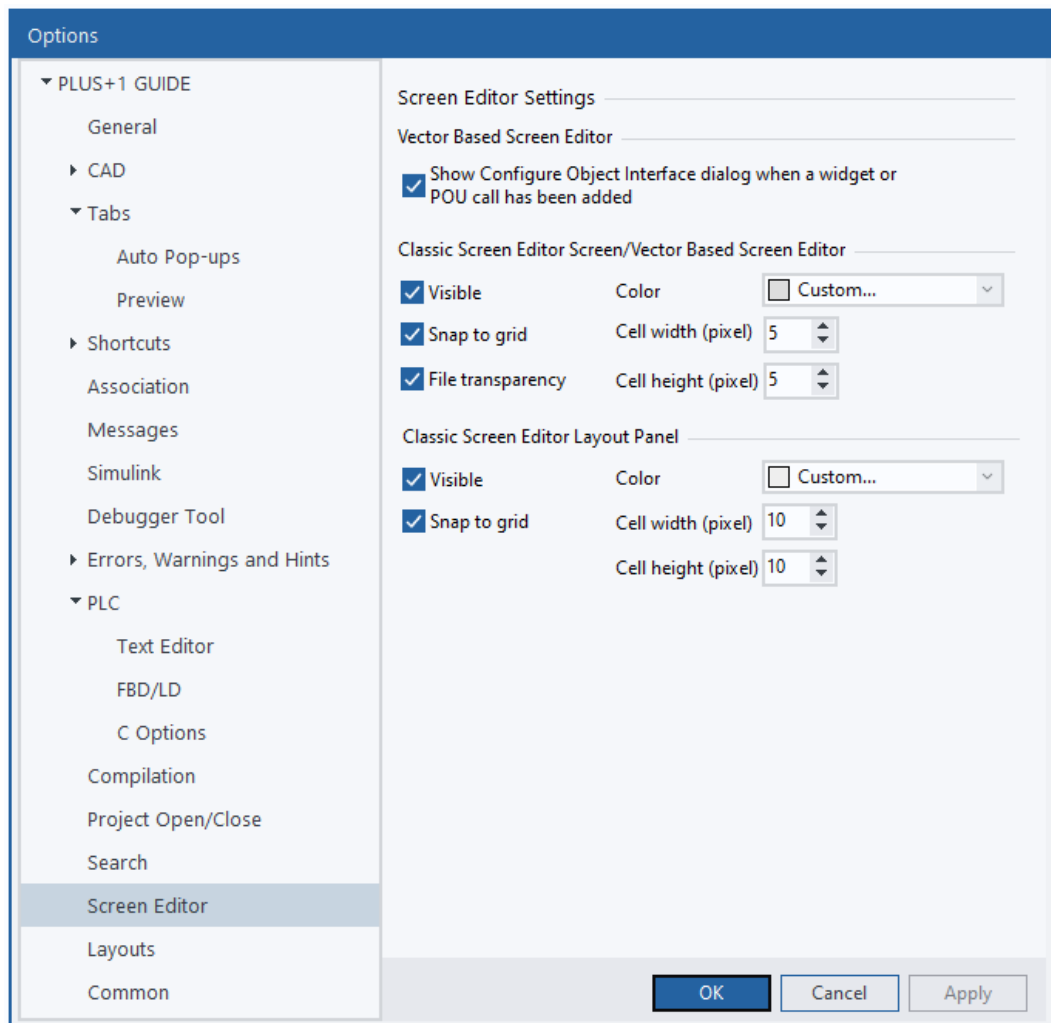 Options
PLUS+1 GUIDE
General
CAD
Tabs
Auto Pop-ups
Preview
Shortcuts
Association
Messages
Simulink
Debugger Tool
Errors, Warnings and Hints
PLC
Text Editor
FBD/LD
C Options
Compilation
Project Open/Close
Search
Screen Editor
Layouts
Common
Screen Editor Settings
Vector Based Screen Editor
Show Configure Object Interface dialog when a widget or
POU call has been added
Classic Screen Editor Screen/Vector Based Screen Editor
Visible Color Custom...
Snap to grid Cell width (pixel) 5
File transparency Cell height (pixel) 5
Classic Screen Editor Layout Panel
Visible Color Custom...
Snap to grid Cell width (pixel) 10
Cell height (pixel) 10
OK Cancel Apply